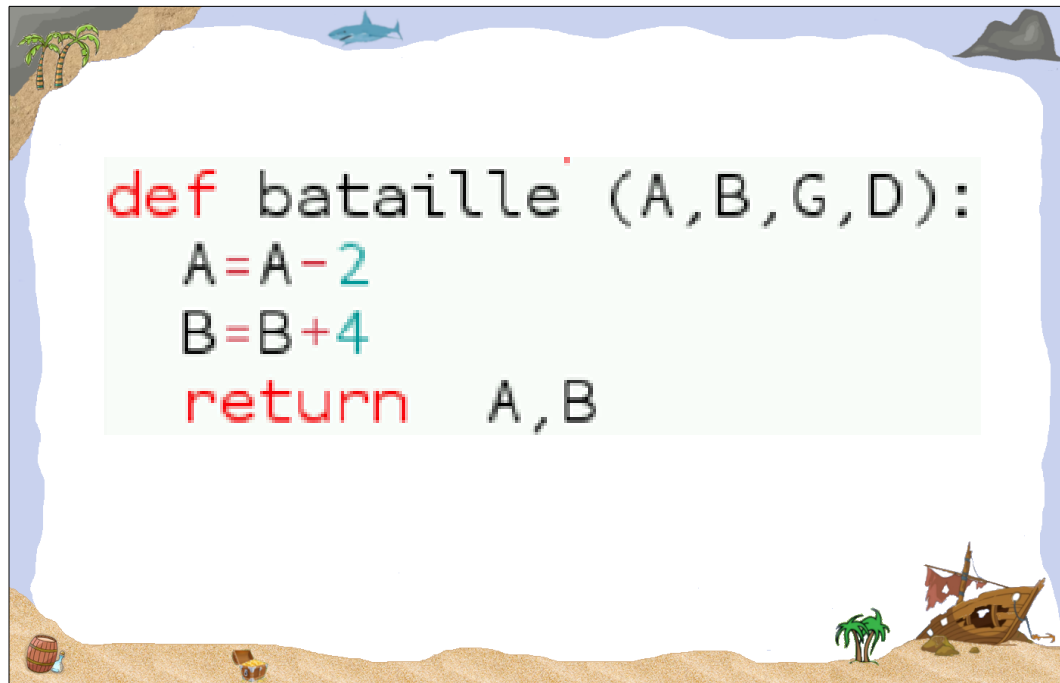 def bataille (A,B,G,D):
  A=A-2
  B=B+4
  return  A,B